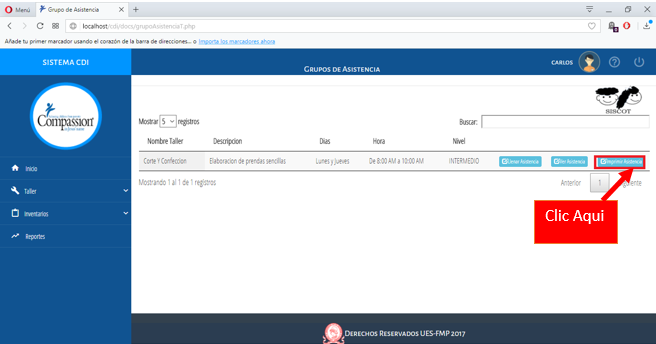 Menú Grupo de Asistencia
localhost/cdi/docs/grupoAsistenciaT.php
Añade tu primer marcador usando el corazón de la barra de direcciones... o Importa los marcadores ahora
SISTEMA CDI
CARLOS
Grupos de Asistencia
Compassion
SISCOT
Mostrar 5 registros
Buscar:
Nombre Taller Descripcion Dias Hora Nivel
Corte Y Confeccion Elaboracion de prendas sencillas Lunes y Jueves De 8:00 AM a 10:00 AM INTERMEDIO Tomar Asistencia Ver Asistencia Imprimir Asistencia
Mostrando 1 al 1 de 1 registros
Anterior 1
Inicio
Taller
Inventarios
Reportes
Clic Aqui
Derechos Reservados UES-FMP 2017